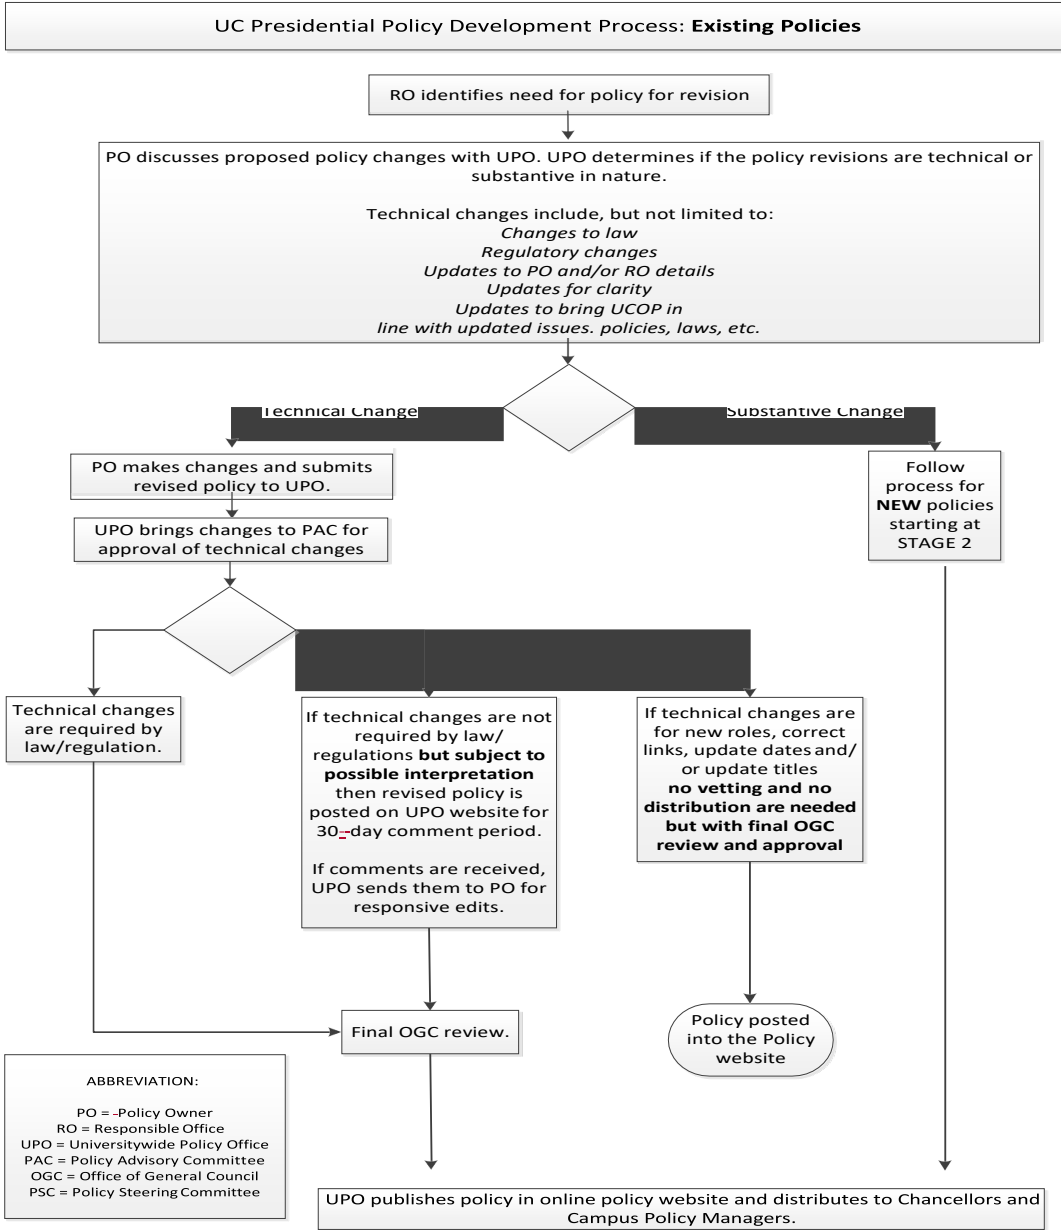 UC Presidential Policy Development Process: Existing Policies
RO identifies need for policy for revision
PO discusses proposed policy changes with UPO. UPO determines if the policy revisions are technical or
substantive in nature.
Technical changes include, but not limited to:
Changes to law
Regulatory changes
Updates to PO and/or RO details
Updates for clarity
Updates to bring UCOP in
line with updated issues. policies, laws, etc.
Technical Change
Substantive Change
PO makes changes and submits
revised policy to UPO.
UPO brings changes to PAC for
approval of technical changes
Follow
process for
NEW policies
starting at
STAGE 2
Technical changes
are required by
law/regulation.
If technical changes are not
required by law/
regulations but subject to
possible interpretation
then revised policy is
posted on UPO website for
30--day comment period.
If comments are received,
UPO sends them to PO for
responsive edits.
If technical changes are
for new roles, correct
links, update dates and/
or update titles
no vetting and no
distribution are needed
but with final OGC
review and approval
Final OGC review.
Policy posted
into the Policy
website
ABBREVIATION:
PO = -Policy Owner
RO = Responsible Office
UPO = Universitywide Policy Office
PAC = Policy Advisory Committee
OGC = Office of General Council
PSC = Policy Steering Committee
UPO publishes policy in online policy website and distributes to Chancellors and
Campus Policy Managers.